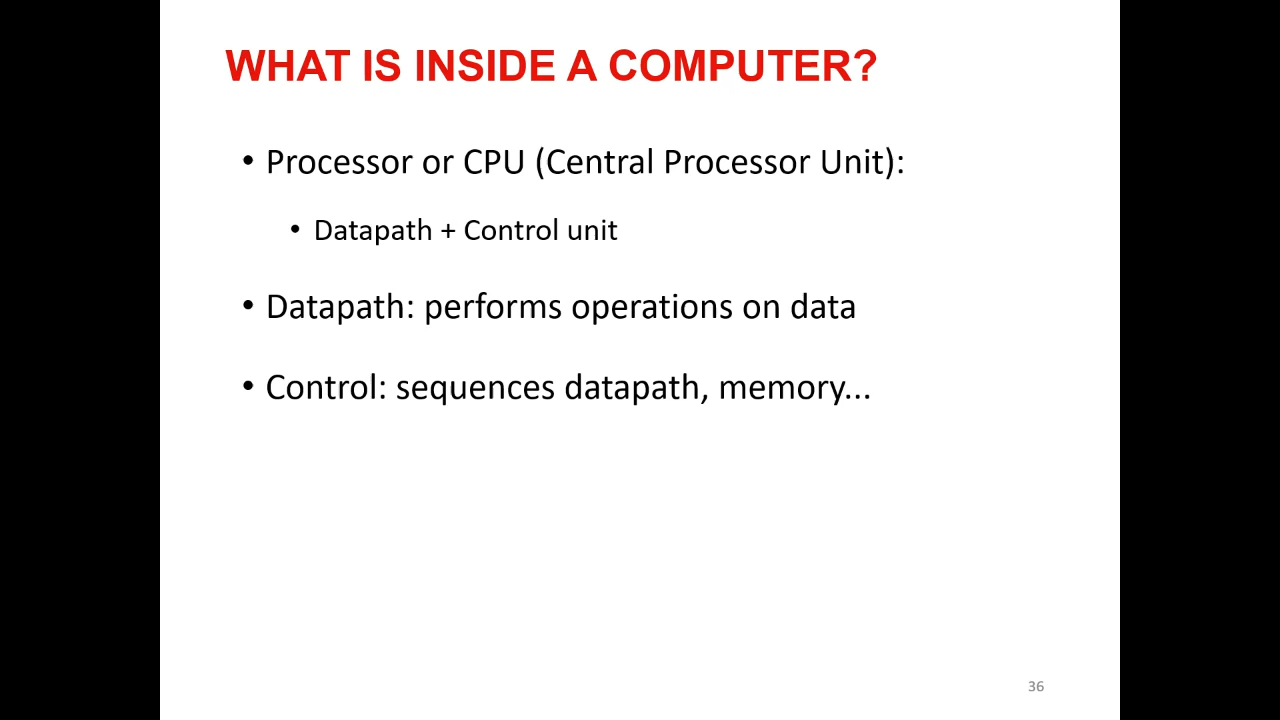 WHAT IS INSIDE A COMPUTER?
• Processor or CPU (Central Processor Unit):
• Datapath + Control unit
• Datapath: performs operations on data
• Control: sequences datapath, memory...
36